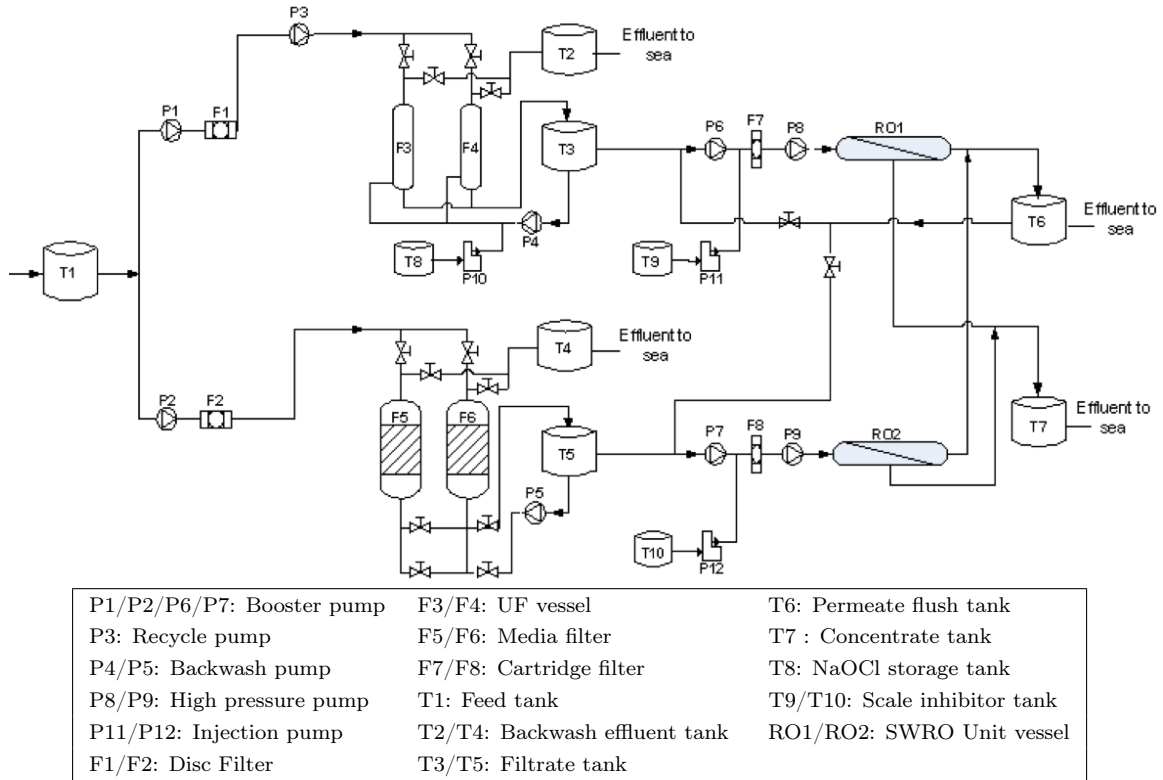 P3
Effluent to
sea
T2
P1
F1
F3
F4
T3
P4
T8
P10
P6
F7
P8
RO1
T6
Effluent to
sea
T9
P11
T1
Effluent to
sea
T4
P2
F2
F5
F6
T5
P5
P7
F8
P9
RO2
T7
Effluent to
sea
T10
P12
P1/P2/P6/P7: Booster pump F3/F4: UF vessel T6: Permeate flush tank
P3: Recycle pump F5/F6: Media filter T7 : Concentrate tank
P4/P5: Backwash pump F7/F8: Cartridge filter T8: NaOCl storage tank
P8/P9: High pressure pump T1: Feed tank T9/T10: Scale inhibitor tank
P11/P12: Injection pump T2/T4: Backwash effluent tank RO1/RO2: SWRO Unit vessel
F1/F2: Disc Filter T3/T5: Filtrate tank